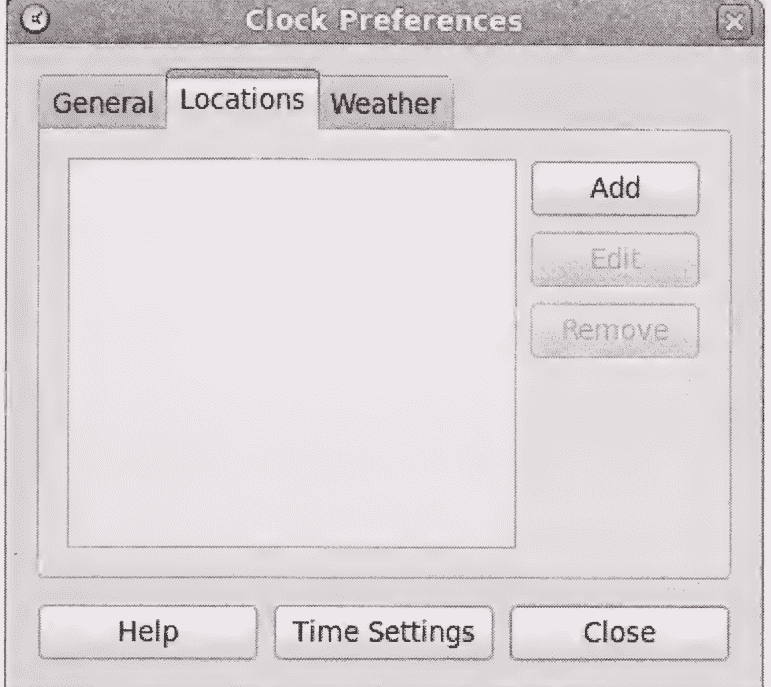 Clock Preferences
General Locations Weather
Add
Edit
Remove
Help Time Settings Close